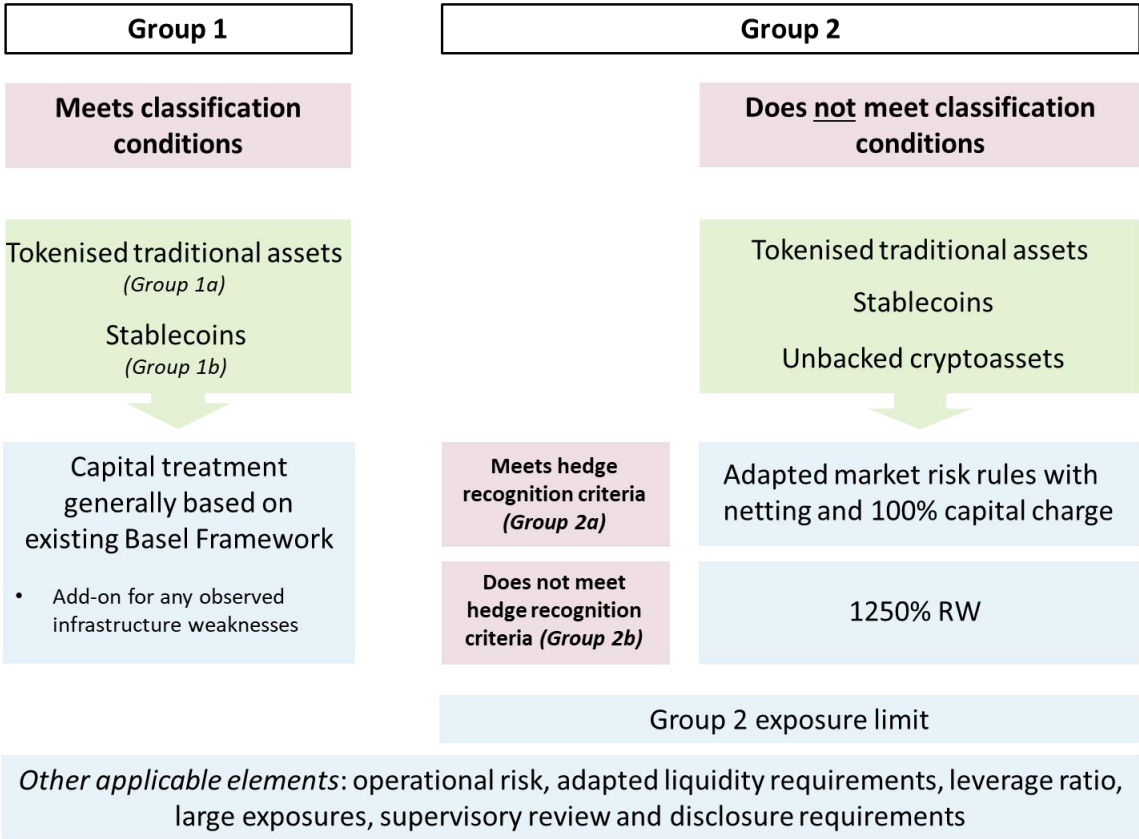 Group 1
Group 2
Meets classification
conditions
Does not meet classification
conditions
Tokenised traditional assets
(Group 1a)
Stablecoins
(Group 1b)
Tokenised traditional assets
Stablecoins
Unbacked cryptoassets
Capital treatment
generally based on
existing Basel Framework
• Add-on for any observed
infrastructure weaknesses
Meets hedge
recognition criteria
(Group 2a)
Adapted market risk rules with
netting and 100% capital charge
Does not meet
hedge recognition
criteria (Group 2b)
1250% RW
Group 2 exposure limit
Other applicable elements: operational risk, adapted liquidity requirements, leverage ratio,
large exposures, supervisory review and disclosure requirements